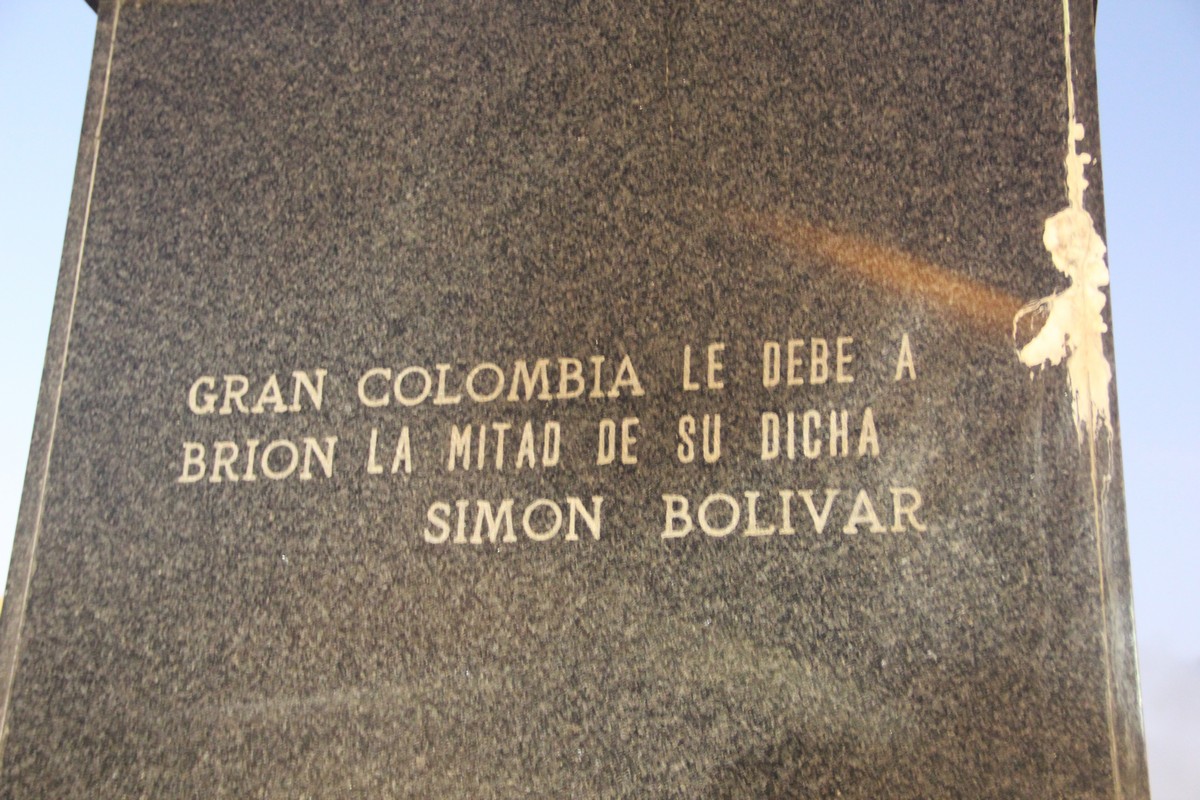 GRAN COLOMBIA LE DEBE A
BRION LA MITAD DE SU DICHA
SIMON BOLIVAR